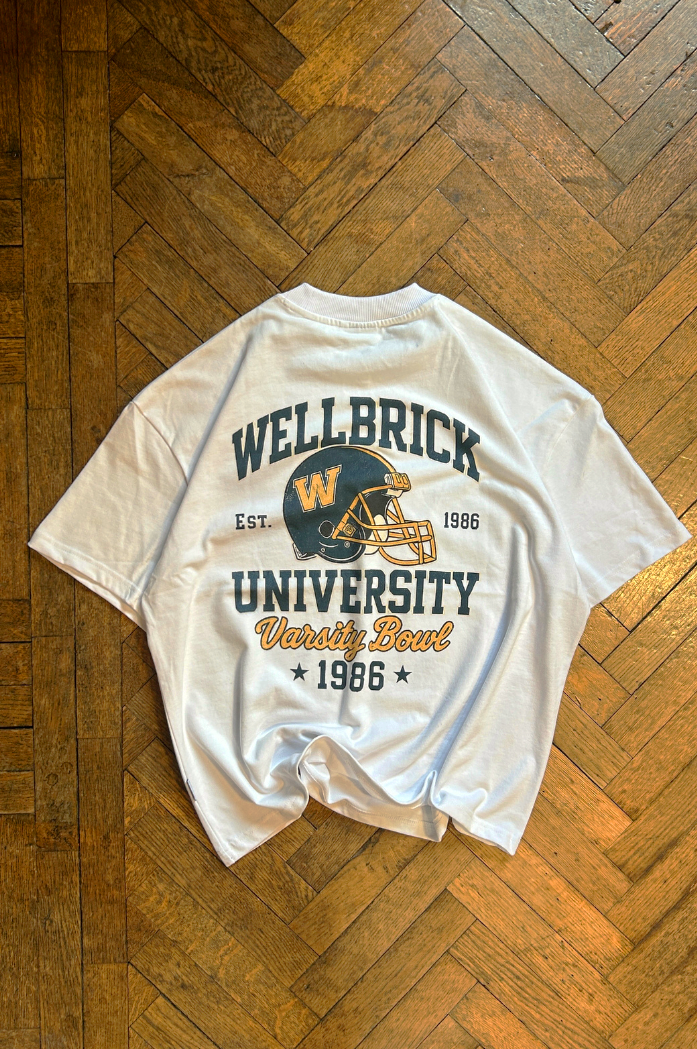 WELLBRICK
W
EST. 1986
UNIVERSITY
Varsity Bowl
★ 1986 ★